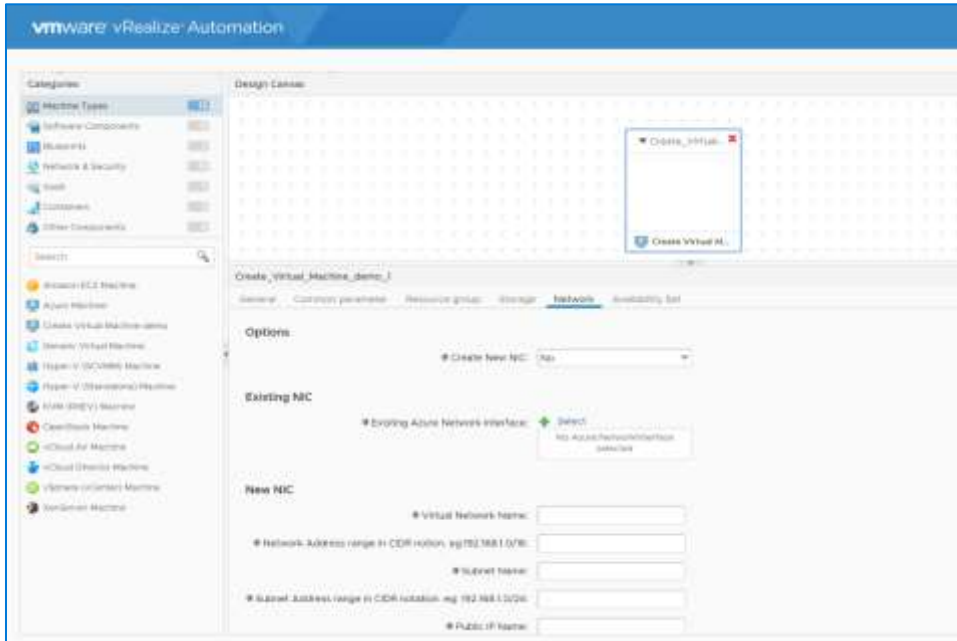 vmware vRealize Automation
Categories
Design Canvas
Machine Types
Software Components
Blueprints
Network & Security
XaaS
Containers
Other Components
Create_Virtual...
Create Virtual M...
Search
Create_Virtual_Machine_demo_1
General Common parameter Resource group Storage Network Availability Set
Amazon EC2 Machine
Azure Machine
Create Virtual Machine demo
Generic Virtual Machine
Hyper-V (SCVMM) Machine
Hyper-V (Standalone) Machine
KVM (RHEV) Machine
OpenStack Machine
vCloud Air Machine
vCloud Director Machine
vSphere (vCenter) Machine
XenServer Machine
Options
Create New NIC: No
Existing NIC
Existing Azure Network Interface: Select
No Azure:NetworkInterface
selected
New NIC
Virtual Network Name:
Network Address range in CIDR notion. eg:192.168.1.0/16:
Subnet Name:
Subnet Address range in CIDR notation. eg: 192.168.1.0/24:
Public IP Name: